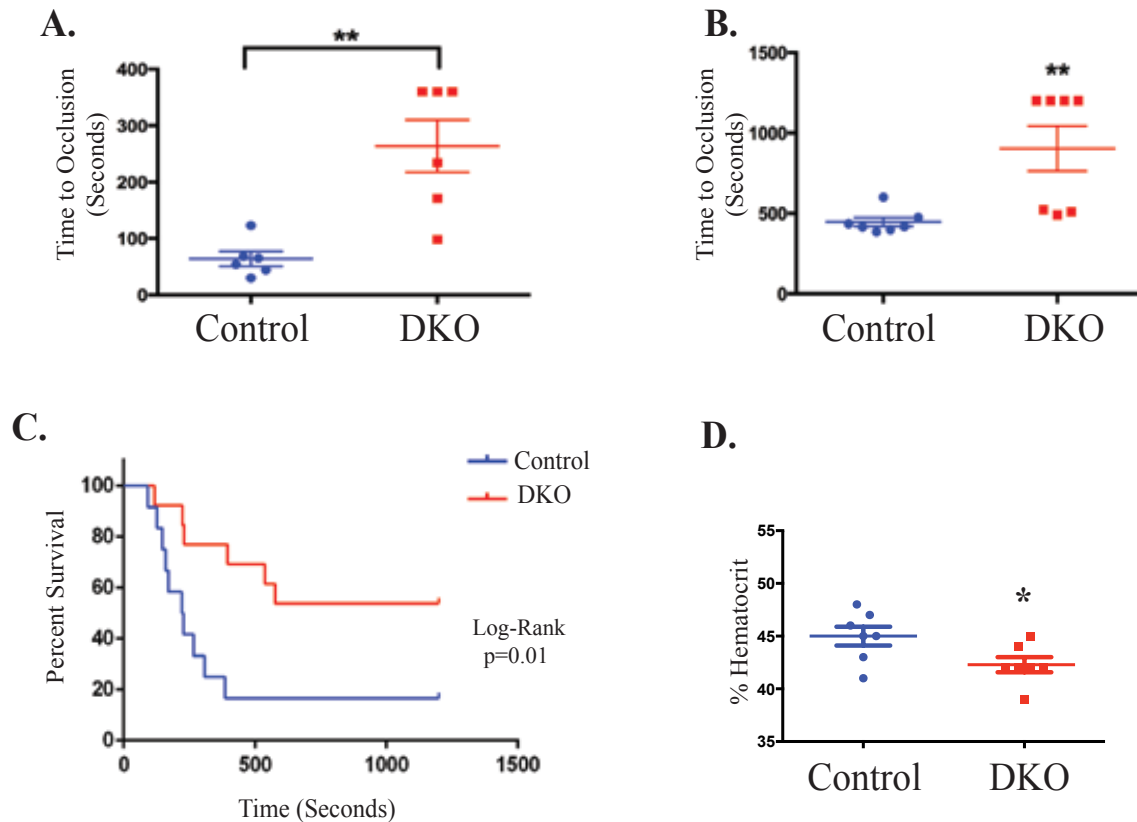 A.
**
Time to Occlusion
(Seconds)
400
300
200
100
0
Control
DKO
B.
**
Time to Occlusion
(Seconds)
1500
1000
500
0
Control
DKO
C.
Control
DKO
Percent Survival
100
80
60
40
20
0
0
500
1000
1500
Time (Seconds)
Log-Rank
p=0.01
D.
*
% Hematocrit
55
50
45
40
35
Control
DKO